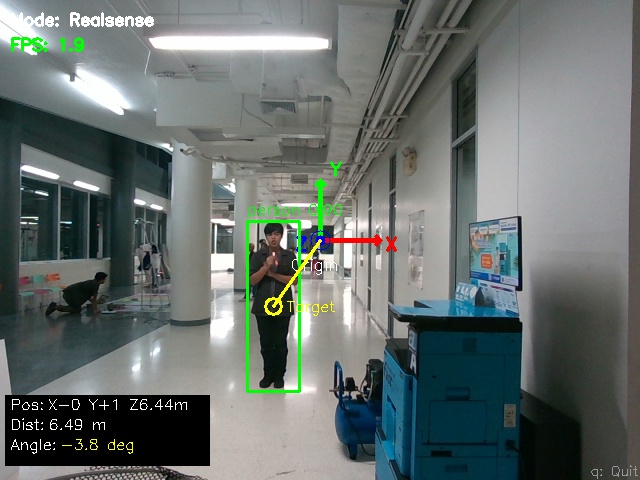 Mode: Realsense
FPS: 1.9
Y
X
Origin
Target
Pos: X-0 Y+1 Z6.44m
Dist: 6.49 m
Angle: -3.8 deg
q: Quit